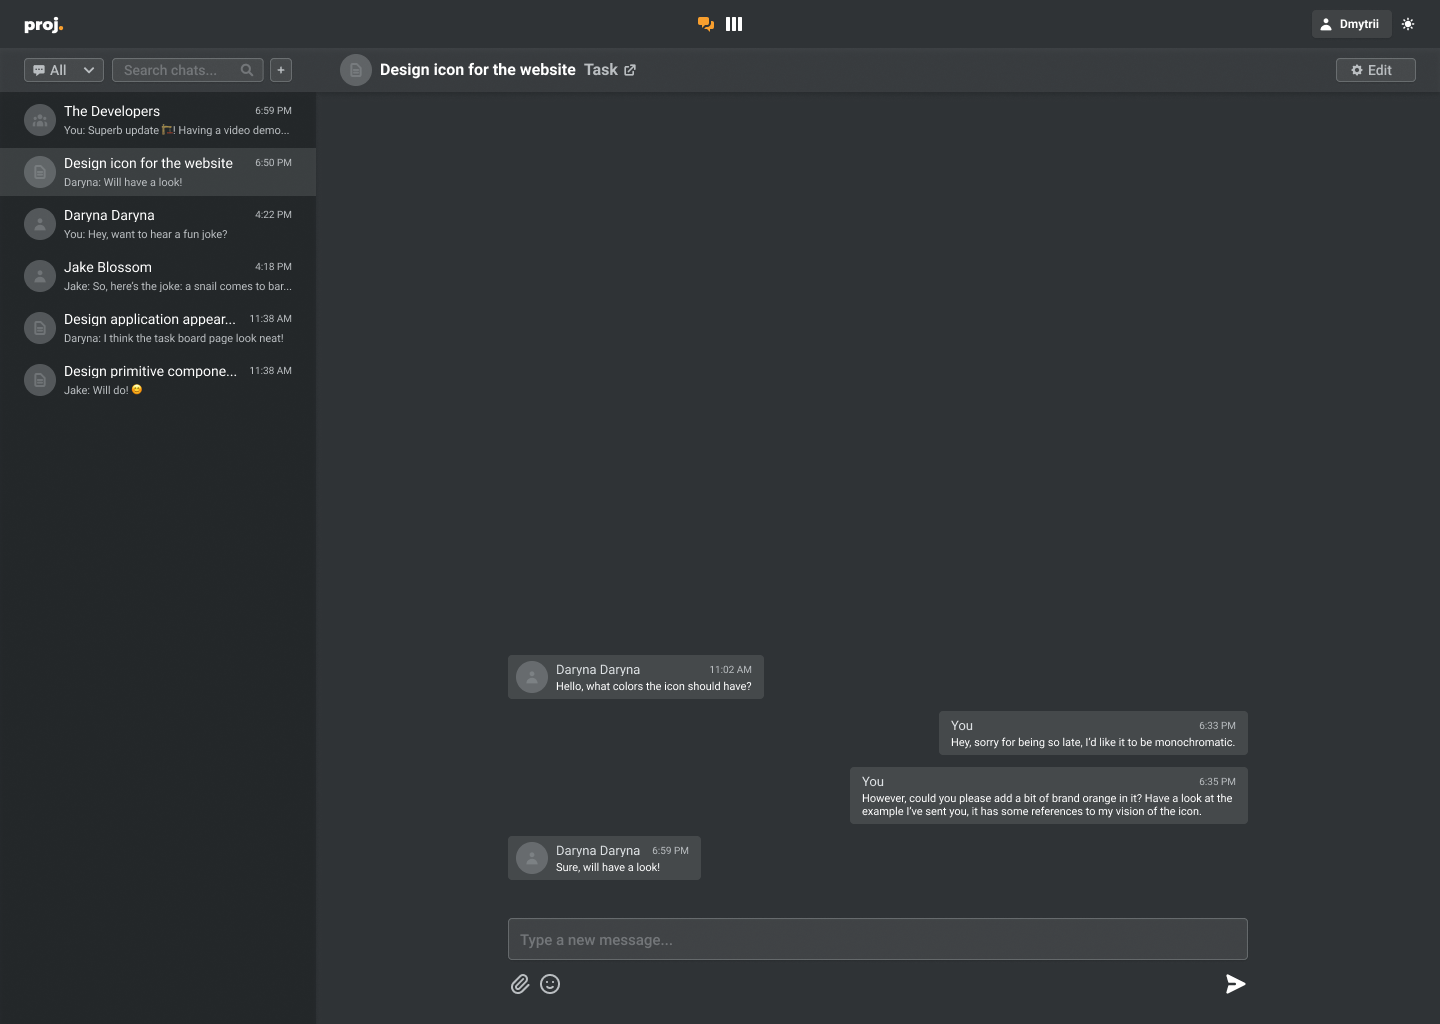 proj.
Dmytrii
All
Search chats...
+
Design icon for the website Task
Edit
The Developers 6:59 PM
You: Superb update 🏗️! Having a video demo...
Design icon for the website 6:50 PM
Daryna: Will have a look!
Daryna Daryna 4:22 PM
You: Hey, want to hear a fun joke?
Jake Blossom 4:18 PM
Jake: So, here's the joke: a snail comes to bar...
Design application appear... 11:38 AM
Daryna: I think the task board page look neat!
Design primitive compone... 11:38 AM
Jake: Will do! 😊
Daryna Daryna 11:02 AM
Hello, what colors the icon should have?
You 6:33 PM
Hey, sorry for being so late, I'd like it to be monochromatic.
You 6:35 PM
However, could you please add a bit of brand orange in it? Have a look at the
example I've sent you, it has some references to my vision of the icon.
Daryna Daryna 6:59 PM
Sure, will have a look!
Type a new message...